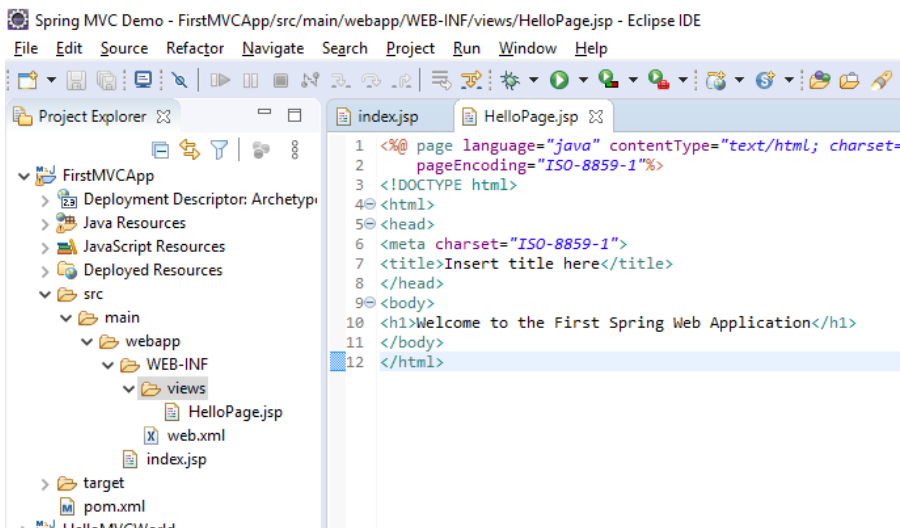 Spring MVC Demo - FirstMVCApp/src/main/webapp/WEB-INF/views/HelloPage.jsp - Eclipse IDE
File Edit Source Refactor Navigate Search Project Run Window Help
Project Explorer
FirstMVCApp
Deployment Descriptor: Archetyp
Java Resources
JavaScript Resources
Deployed Resources
src
main
webapp
WEB-INF
views
HelloPage.jsp
web.xml
index.jsp
target
pom.xml
HelloMVCWorld
index.jsp HelloPage.jsp
1 <%@ page language="java" contentType="text/html; charset=
2 pageEncoding="ISO-8859-1"%>
3 <!DOCTYPE html>
4 <html>
5 <head>
6 <meta charset="ISO-8859-1">
7 <title>Insert title here</title>
8 </head>
9 <body>
10 <h1>Welcome to the First Spring Web Application</h1>
11 </body>
12 </html>